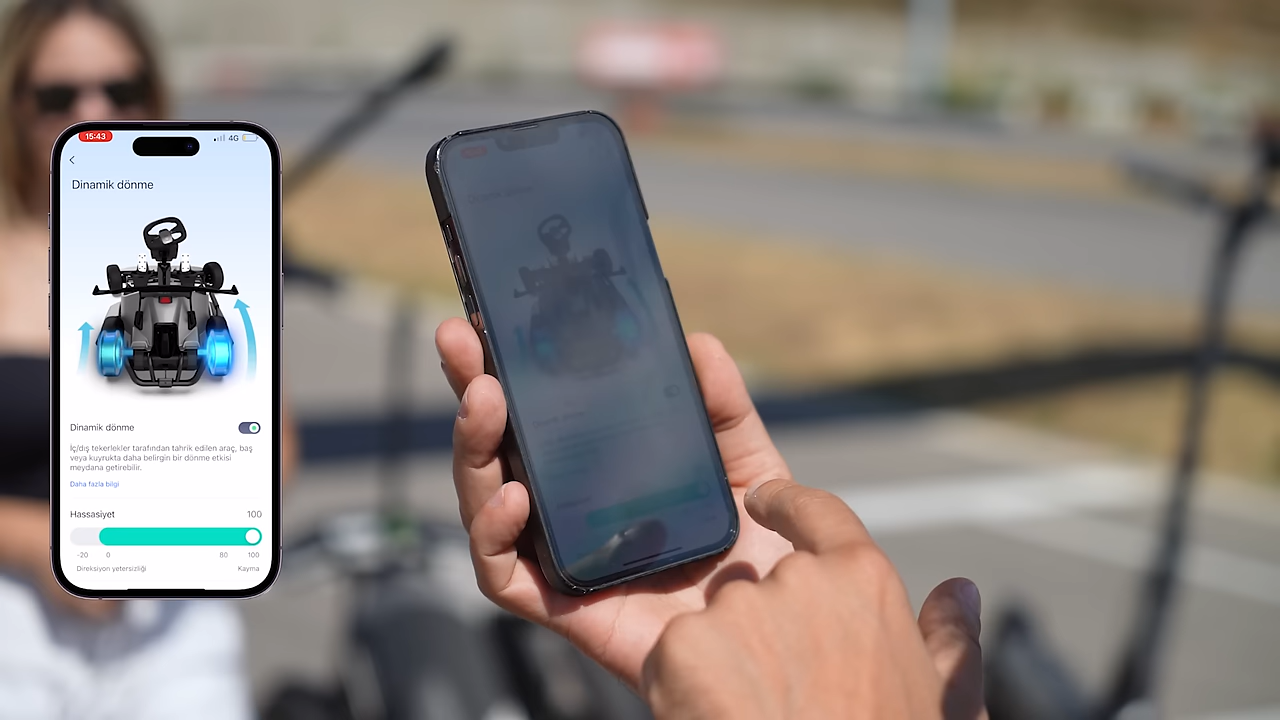 15:43
4G
Dinamik dönme
Dinamik dönme
İç/dış tekerlekler tarafından tahrik edilen araç, baş
veya kuyrukta daha belirgin bir dönme etkisi
meydana getirebilir.
Daha fazla bilgi
Hassasiyet 100
-20 0 80 100
Direksiyon yetersizliği Kayma